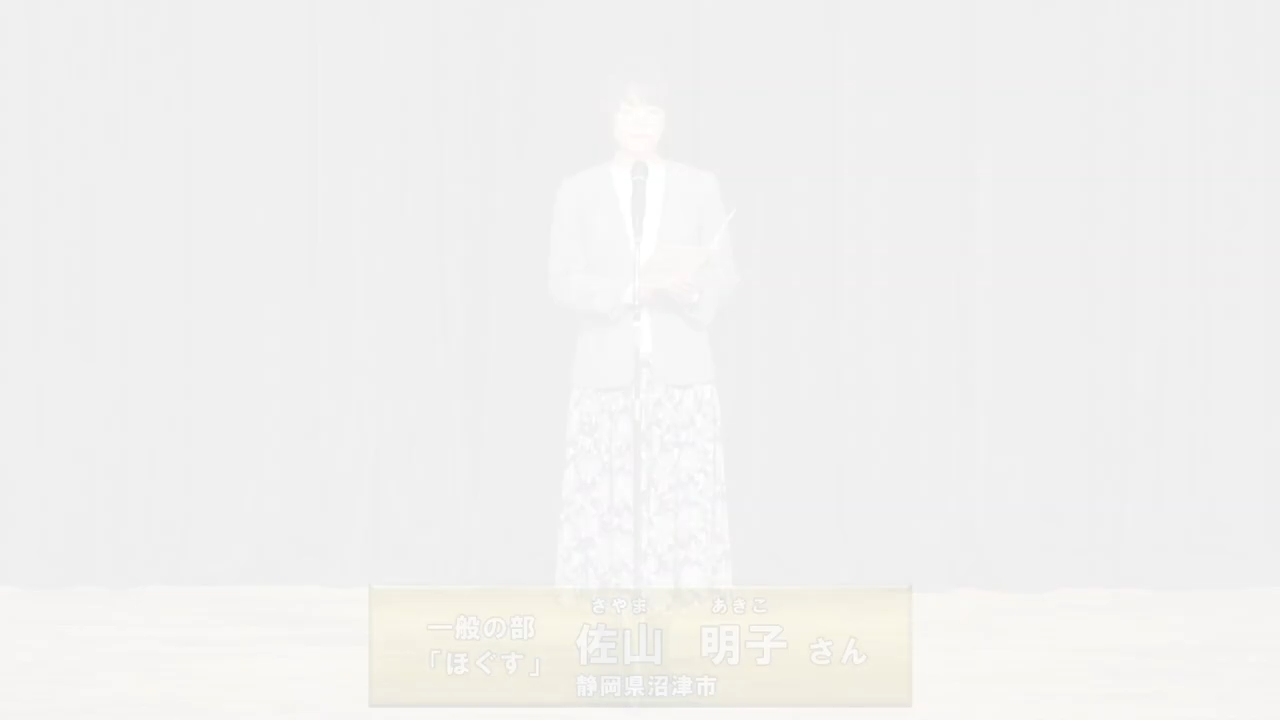 一般の部
「ほぐす」
さやま あきこ
佐山 明子 さん
静岡県沼津市